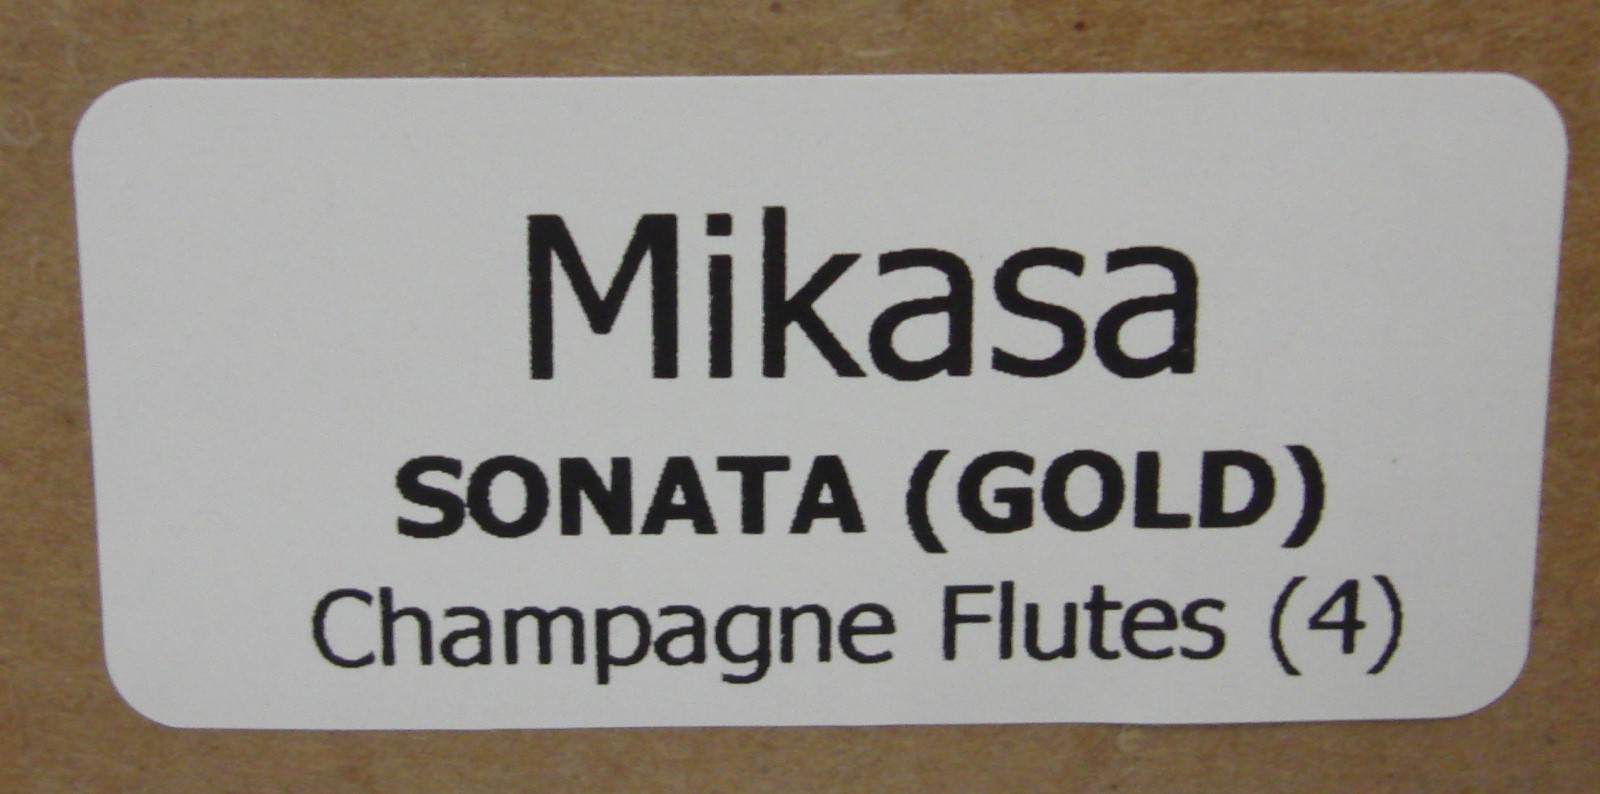 Mikasa
SONATA (GOLD)
Champagne Flutes (4)